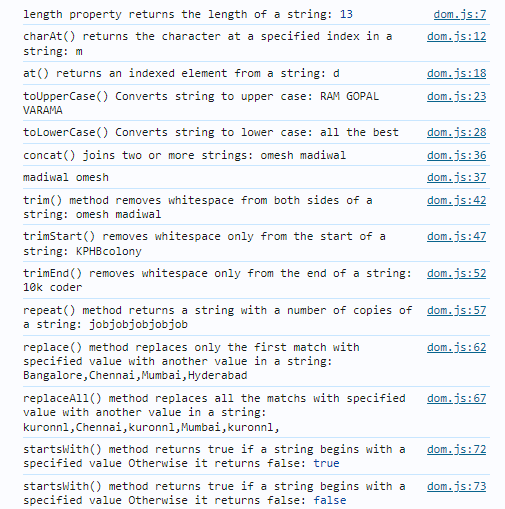 length property returns the length of a string: 13 dom.js:7
charAt() returns the character at a specified index in a dom.js:12
string: m
at() returns an indexed element from a string: d dom.js:18
toUpperCase() Converts string to upper case: RAM GOPAL dom.js:23
VARAMA
toLowerCase() Converts string to lower case: all the best dom.js:28
concat() joins two or more strings: omesh madiwal dom.js:36
madiwal omesh dom.js:37
trim() method removes whitespace from both sides of a dom.js:42
string: omesh madiwal
trimStart() removes whitespace only from the start of a dom.js:47
string: KPHBcolony
trimEnd() removes whitespace only from the end of a string: dom.js:52
10k coder
repeat() method returns a string with a number of copies of dom.js:57
a string: jobjobjobjobjob
replace() method replaces only the first match with dom.js:62
specified value with another value in a string:
Bangalore,Chennai,Mumbai,Hyderabad
replaceAll() method replaces all the matchs with specified dom.js:67
value with another value in a string:
kuronnl,Chennai,kuronnl,Mumbai,kuronnl,
startsWith() method returns true if a string begins with a dom.js:72
specified value Otherwise it returns false: true
startsWith() method returns true if a string begins with a dom.js:73
specified value Otherwise it returns false: false